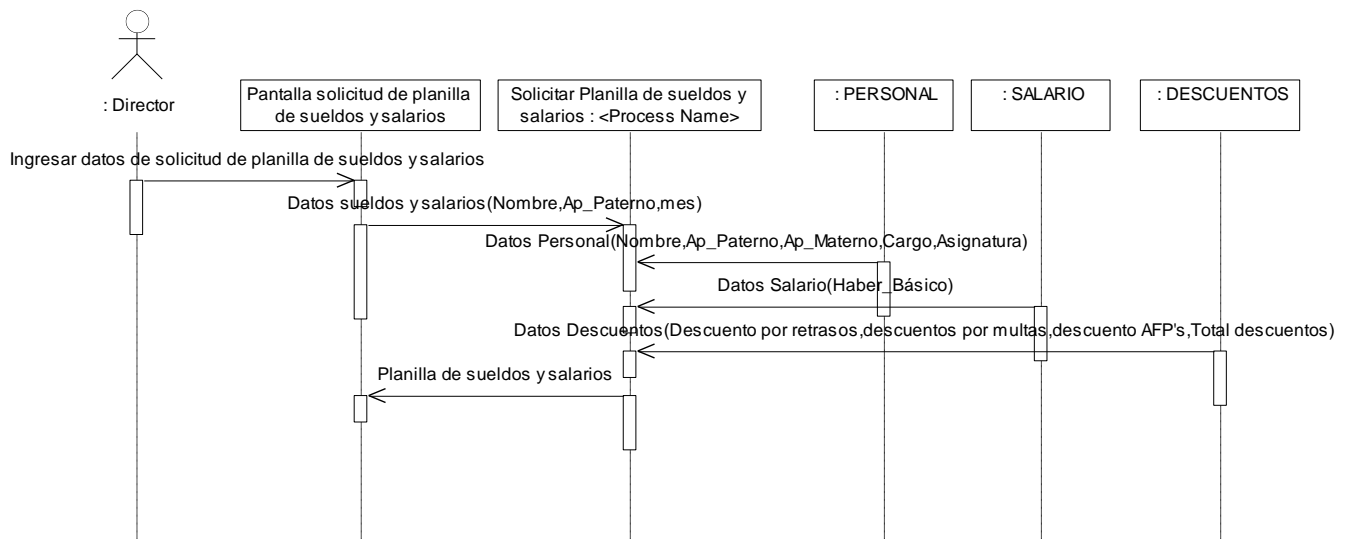 : Director
Pantalla solicitud de planilla
de sueldos y salarios
Solicitar Planilla de sueldos y
salarios : <Process Name>
: PERSONAL
: SALARIO
: DESCUENTOS
Ingresar datos de solicitud de planilla de sueldos y salarios
Datos sueldos y salarios(Nombre,Ap_Paterno,mes)
Datos Personal(Nombre,Ap_Paterno,Ap_Materno,Cargo,Asignatura)
Datos Salario(Haber_Básico)
Datos Descuentos(Descuento por retrasos,descuentos por multas,descuento AFP's,Total descuentos)
Planilla de sueldos y salarios